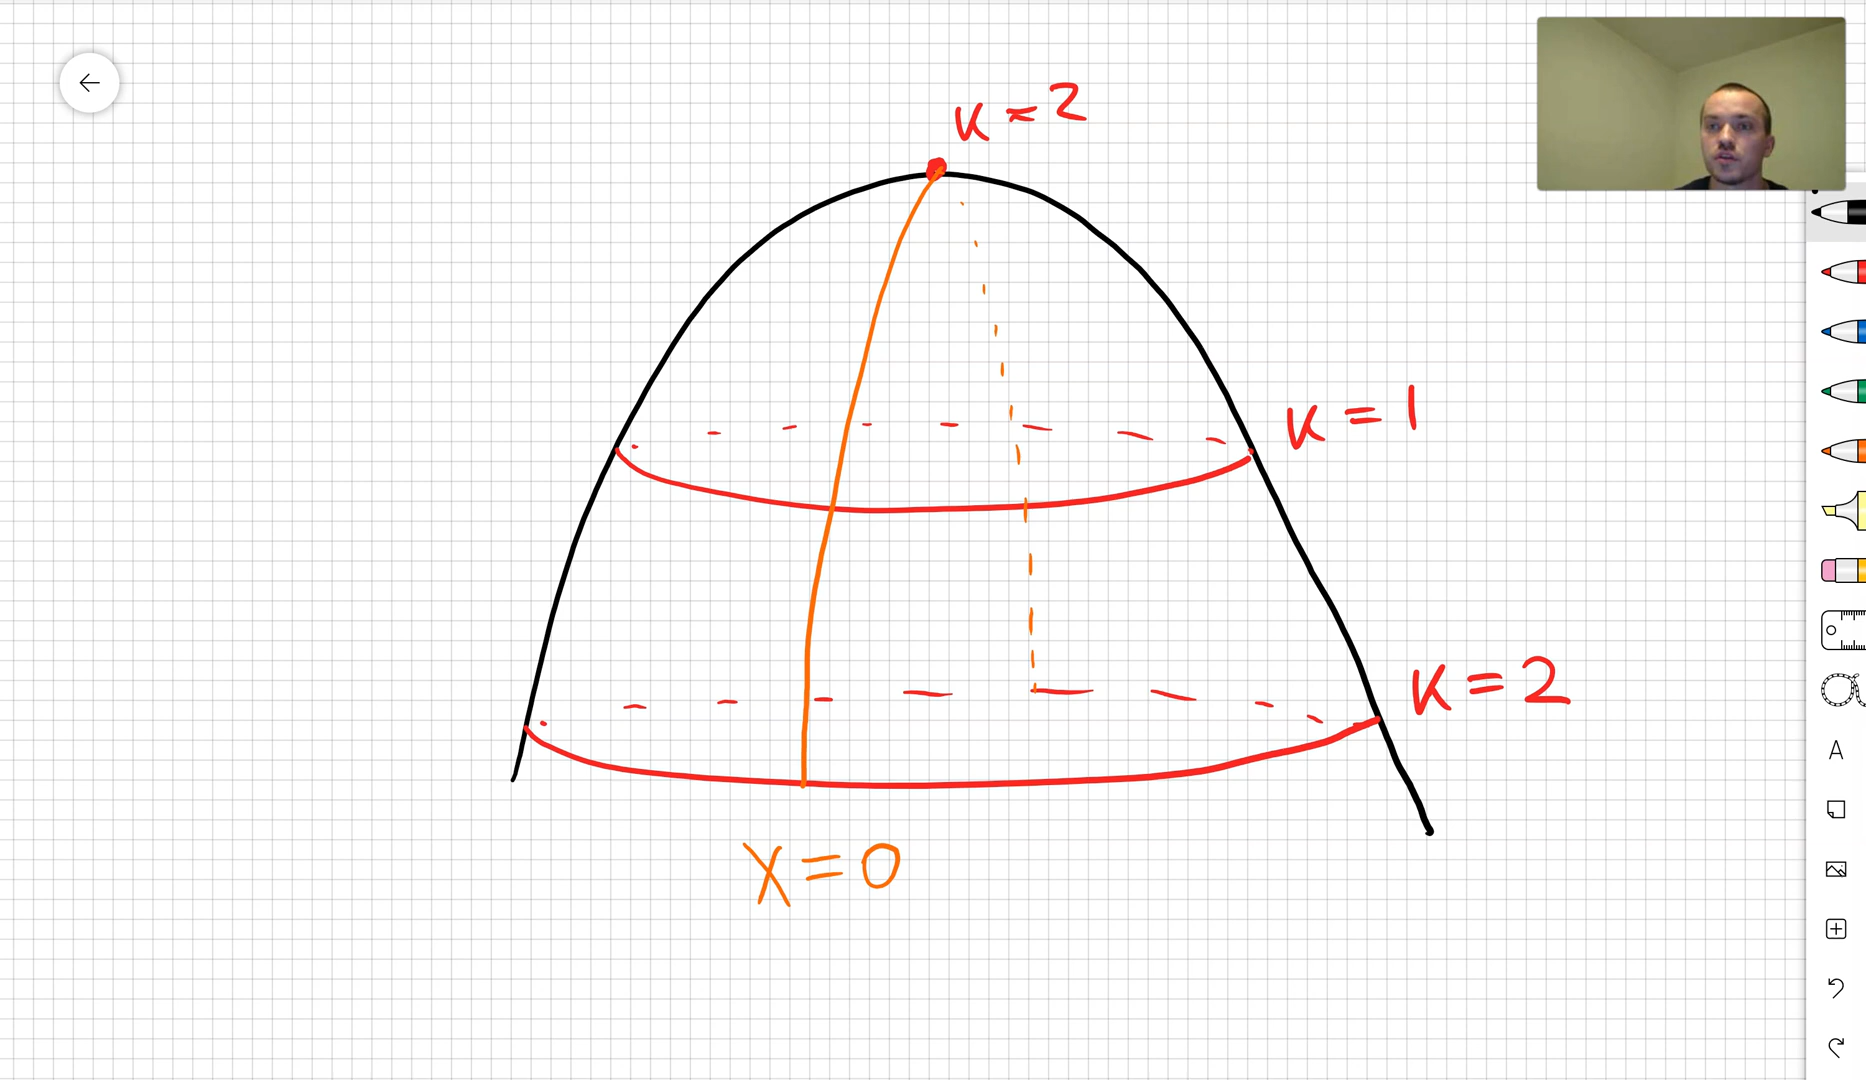 K = 2
K = 1
K = 2
X = 0
A